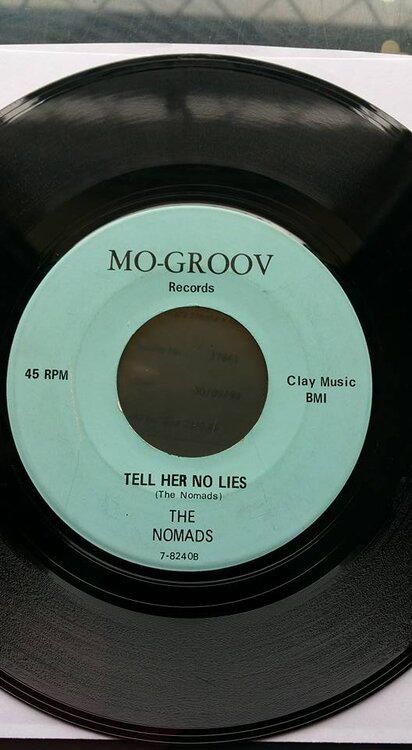 MO-GROOV
Records
45 RPM
Clay Music
BMI
TELL HER NO LIES
(The Nomads)
THE
NOMADS
7-8240B